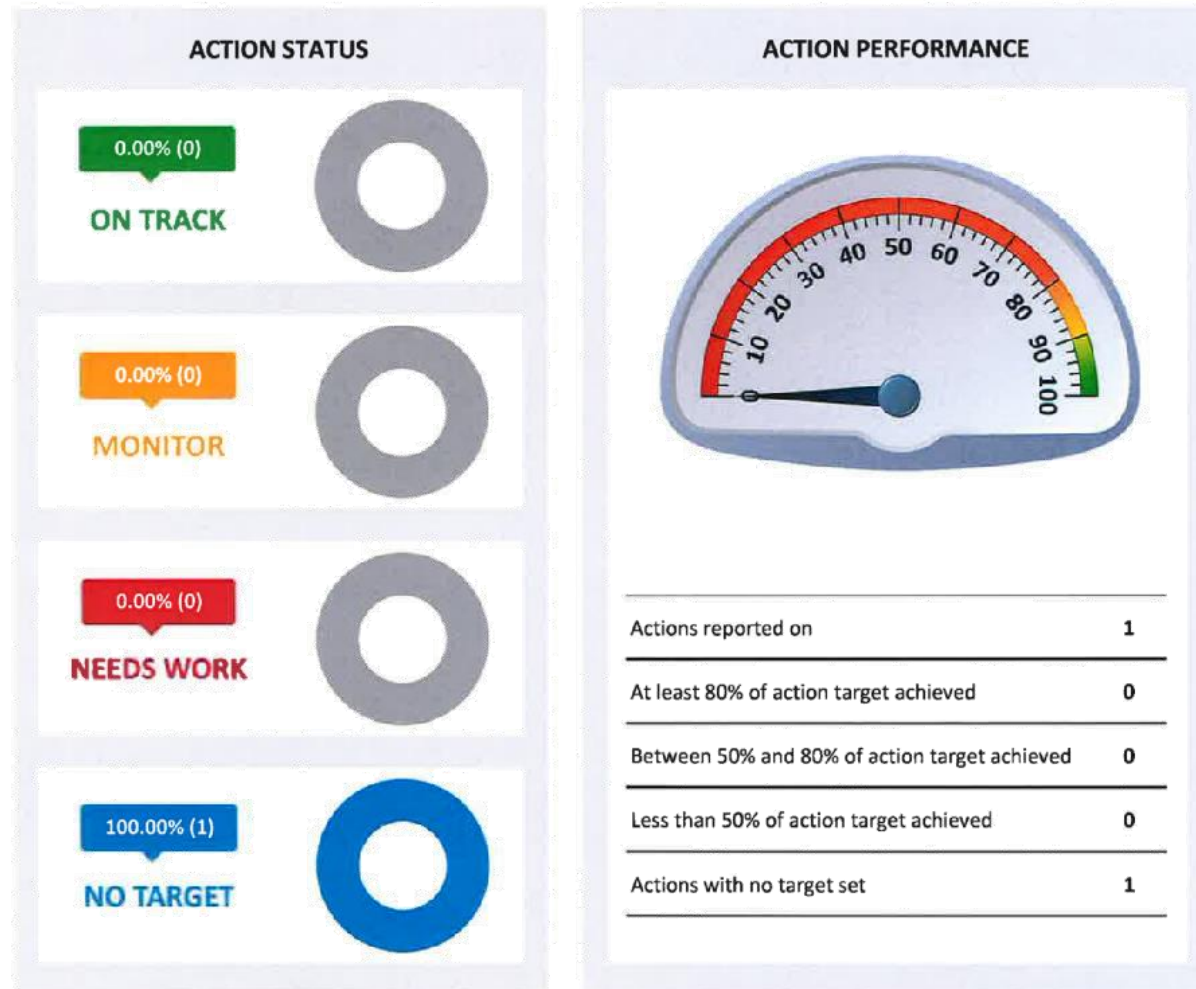 ACTION STATUS
0.00% (0)
ON TRACK
0.00% (0)
MONITOR
0.00% (0)
NEEDS WORK
100.00% (1)
NO TARGET
ACTION PERFORMANCE
0
10
20
30
40
50
60
70
80
90
100
Actions reported on 1
At least 80% of action target achieved 0
Between 50% and 80% of action target achieved 0
Less than 50% of action target achieved 0
Actions with no target set 1